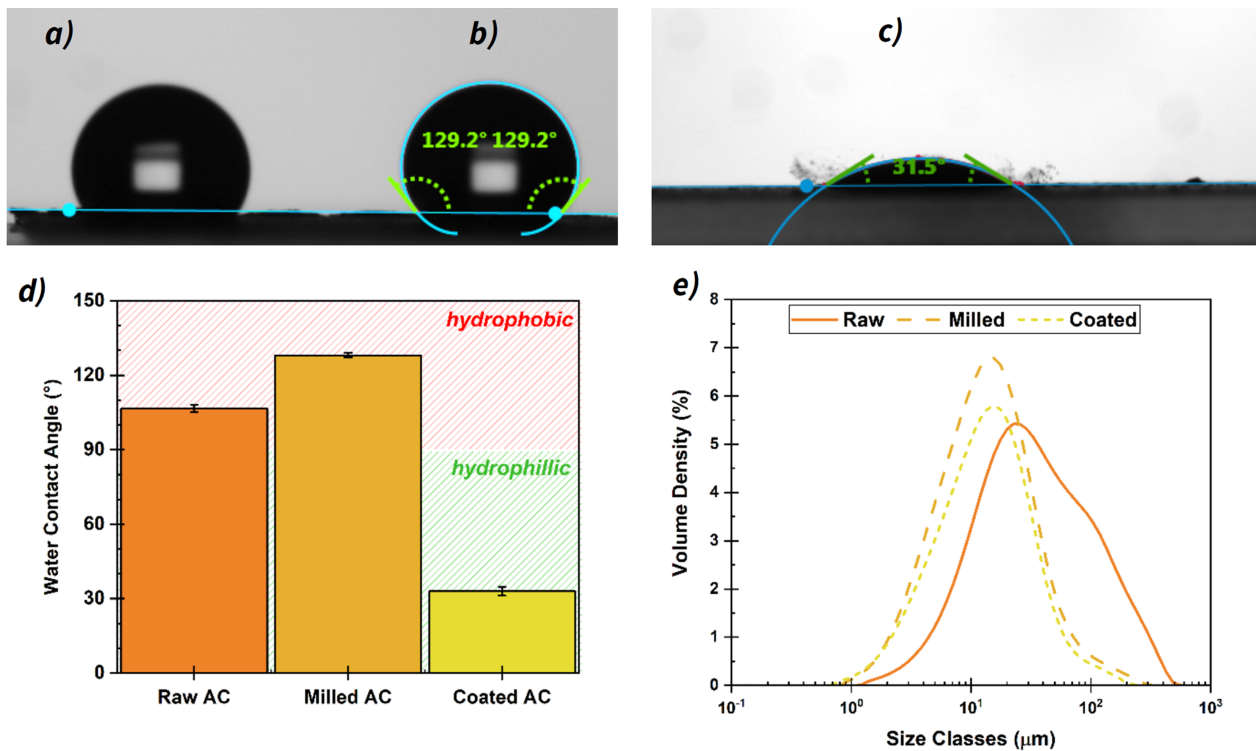 a)
b)
c)
129.2° 129.2°
31.5°
d)
Water Contact Angle (°)
150
120
90
60
30
0
hydrophobic
hydrophillic
Raw AC Milled AC Coated AC
e)
Volume Density (%)
8
7
6
5
4
3
2
1
0
Raw Milled Coated
10-1 100 101 102 103
Size Classes (μm)